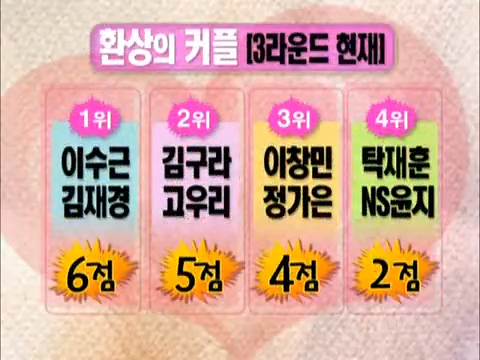 환상의 커플 [3라운드 현재]
1위
이수근
김재경
6점
2위
김구라
고우리
5점
3위
이창민
정가은
4점
4위
탁재훈
NS윤지
2점